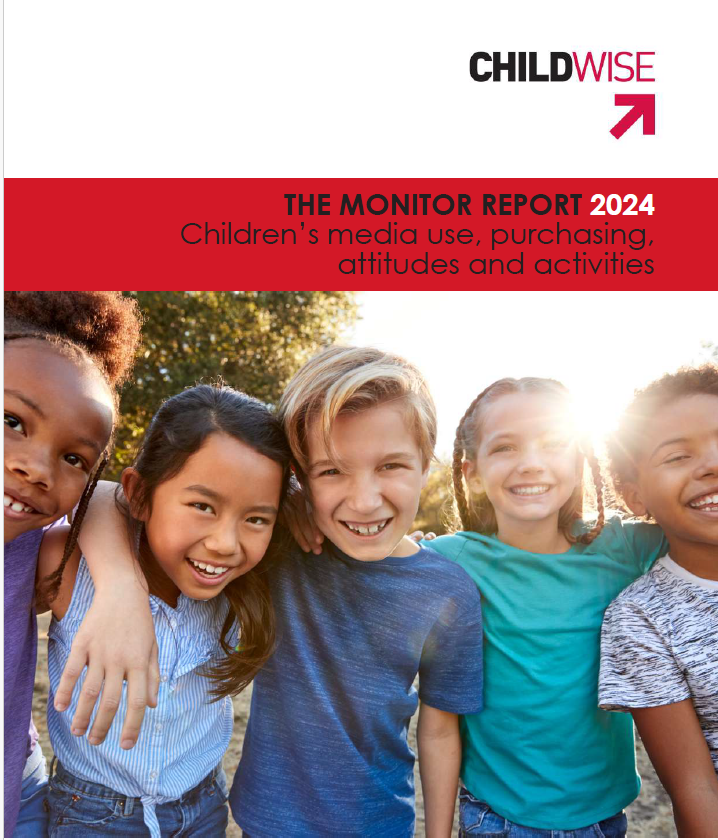 CHILDWISE
THE MONITOR REPORT 2024
Children's media use, purchasing,
attitudes and activities